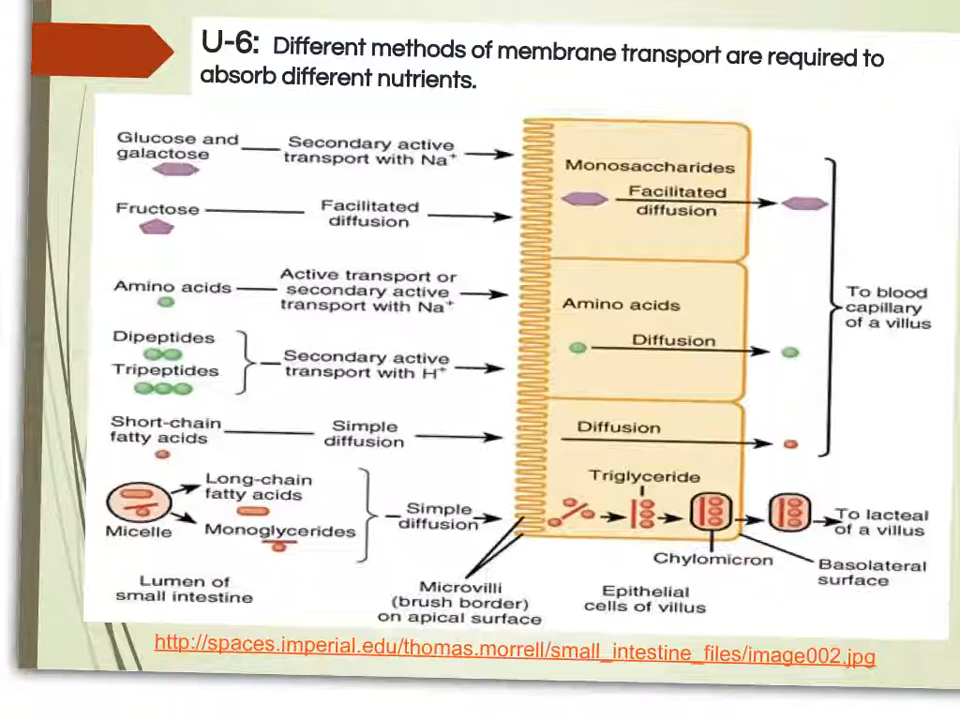 U-6: Different methods of membrane transport are required to
absorb different nutrients.
Glucose and
galactose
Secondary active
transport with Na+
Monosaccharides
Facilitated
diffusion
Fructose
Facilitated
diffusion
Amino acids
Active transport or
secondary active
transport with Na+
Amino acids
Diffusion
To blood
capillary
of a villus
Dipeptides
Tripeptides
Secondary active
transport with H+
Short-chain
fatty acids
Simple
diffusion
Diffusion
Triglyceride
Long-chain
fatty acids
Micelle
Monoglycerides
Simple
diffusion
To lacteal
of a villus
Chylomicron
Basolateral
surface
Lumen of
small intestine
Microvilli
(brush border)
on apical surface
Epithelial
cells of villus
http://spaces.imperial.edu/thomas.morrell/small_intestine_files/image002.jpg